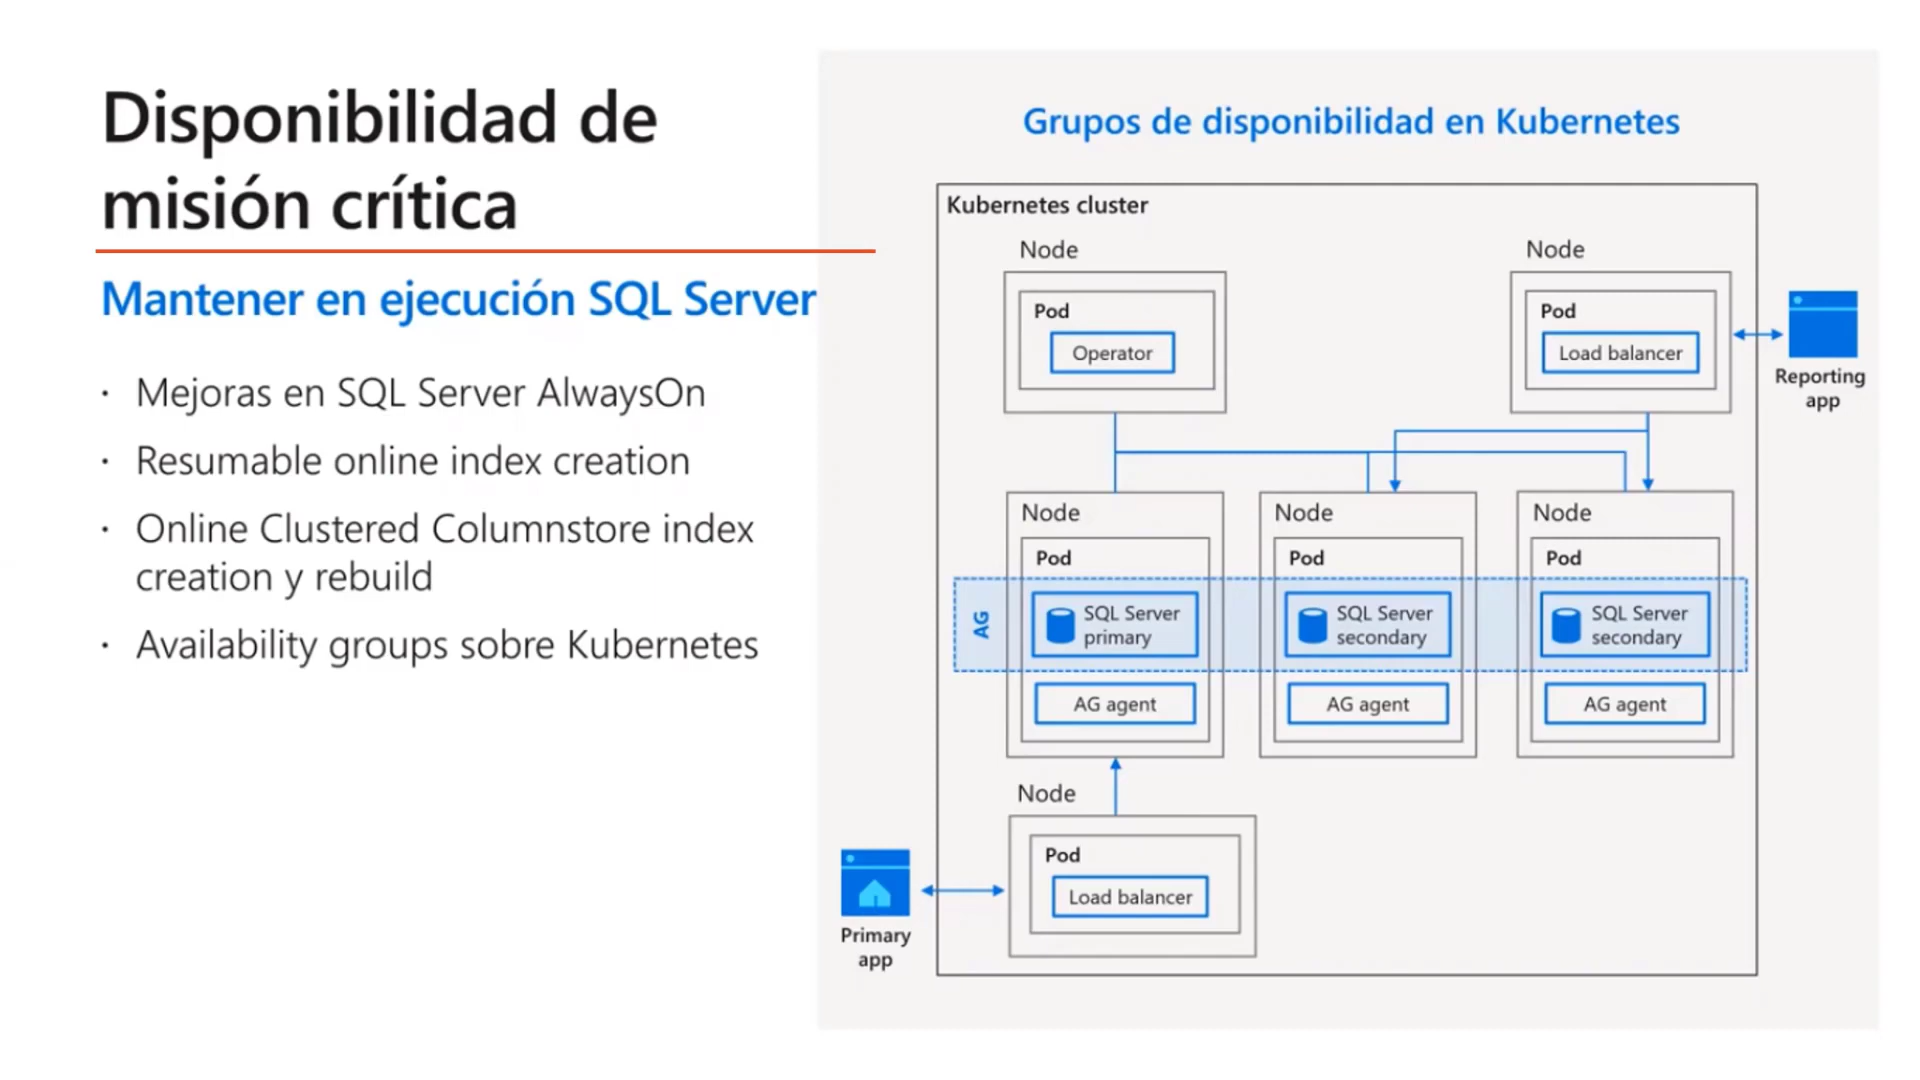 Disponibilidad de
misión crítica
Mantener en ejecución SQL Server
· Mejoras en SQL Server AlwaysOn
· Resumable online index creation
· Online Clustered Columnstore index
creation y rebuild
· Availability groups sobre Kubernetes
Grupos de disponibilidad en Kubernetes
Kubernetes cluster
Node
Pod
Operator
Node
Pod
Load balancer
Reporting
app
Node
Pod
SQL Server
primary
AG agent
Node
Pod
SQL Server
secondary
AG agent
Node
Pod
SQL Server
secondary
AG agent
AG
Node
Pod
Load balancer
Primary
app